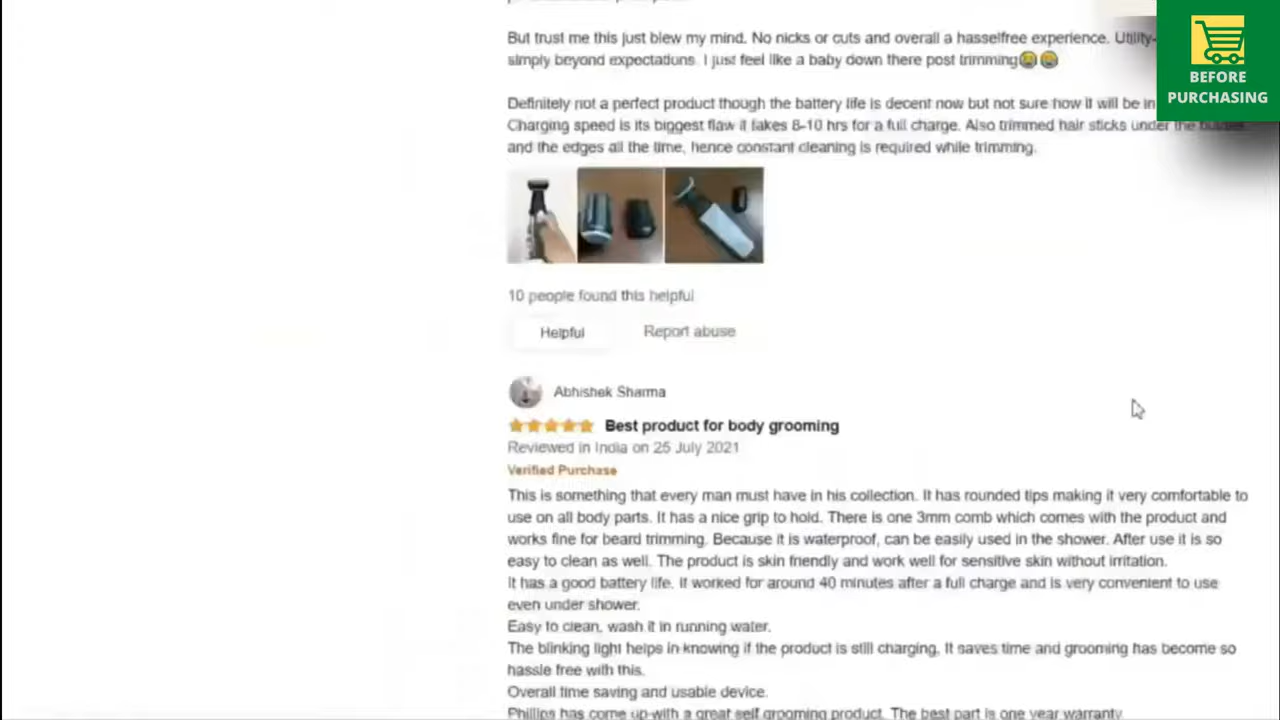 But trust me this just blew my mind. No nicks or cuts and overall a hasselfree experience. Utility-
simply beyond expectations. I just feel like a baby down there post trimming
Definitely not a perfect product though the battery life is decent now but not sure how it will be in
Charging speed is its biggest flaw it takes 8-10 hrs for a full charge. Also trimmed hair sticks under the
and the edges all the time, hence constant cleaning is required while trimming.
10 people found this helpful
Helpful
Report abuse
Abhishek Sharma
Best product for body grooming
Reviewed in India on 25 July 2021
Verified Purchase
This is something that every man must have in his collection. It has rounded tips making it very comfortable to
use on all body parts. It has a nice grip to hold. There is one 3mm comb which comes with the product and
works fine for beard trimming. Because it is waterproof, can be easily used in the shower. After use it is so
easy to clean as well. The product is skin friendly and work well for sensitive skin without irritation.
It has a good battery life. It worked for around 40 minutes after a full charge and is very convenient to use
even under shower.
Easy to clean, wash it in running water.
The blinking light helps in knowing if the product is still charging. It saves time and grooming has become so
hassle free with this.
Overall time saving and usable device.
Phillips has come up-with a great self grooming product. The best part is one year warranty
BEFORE
PURCHASING